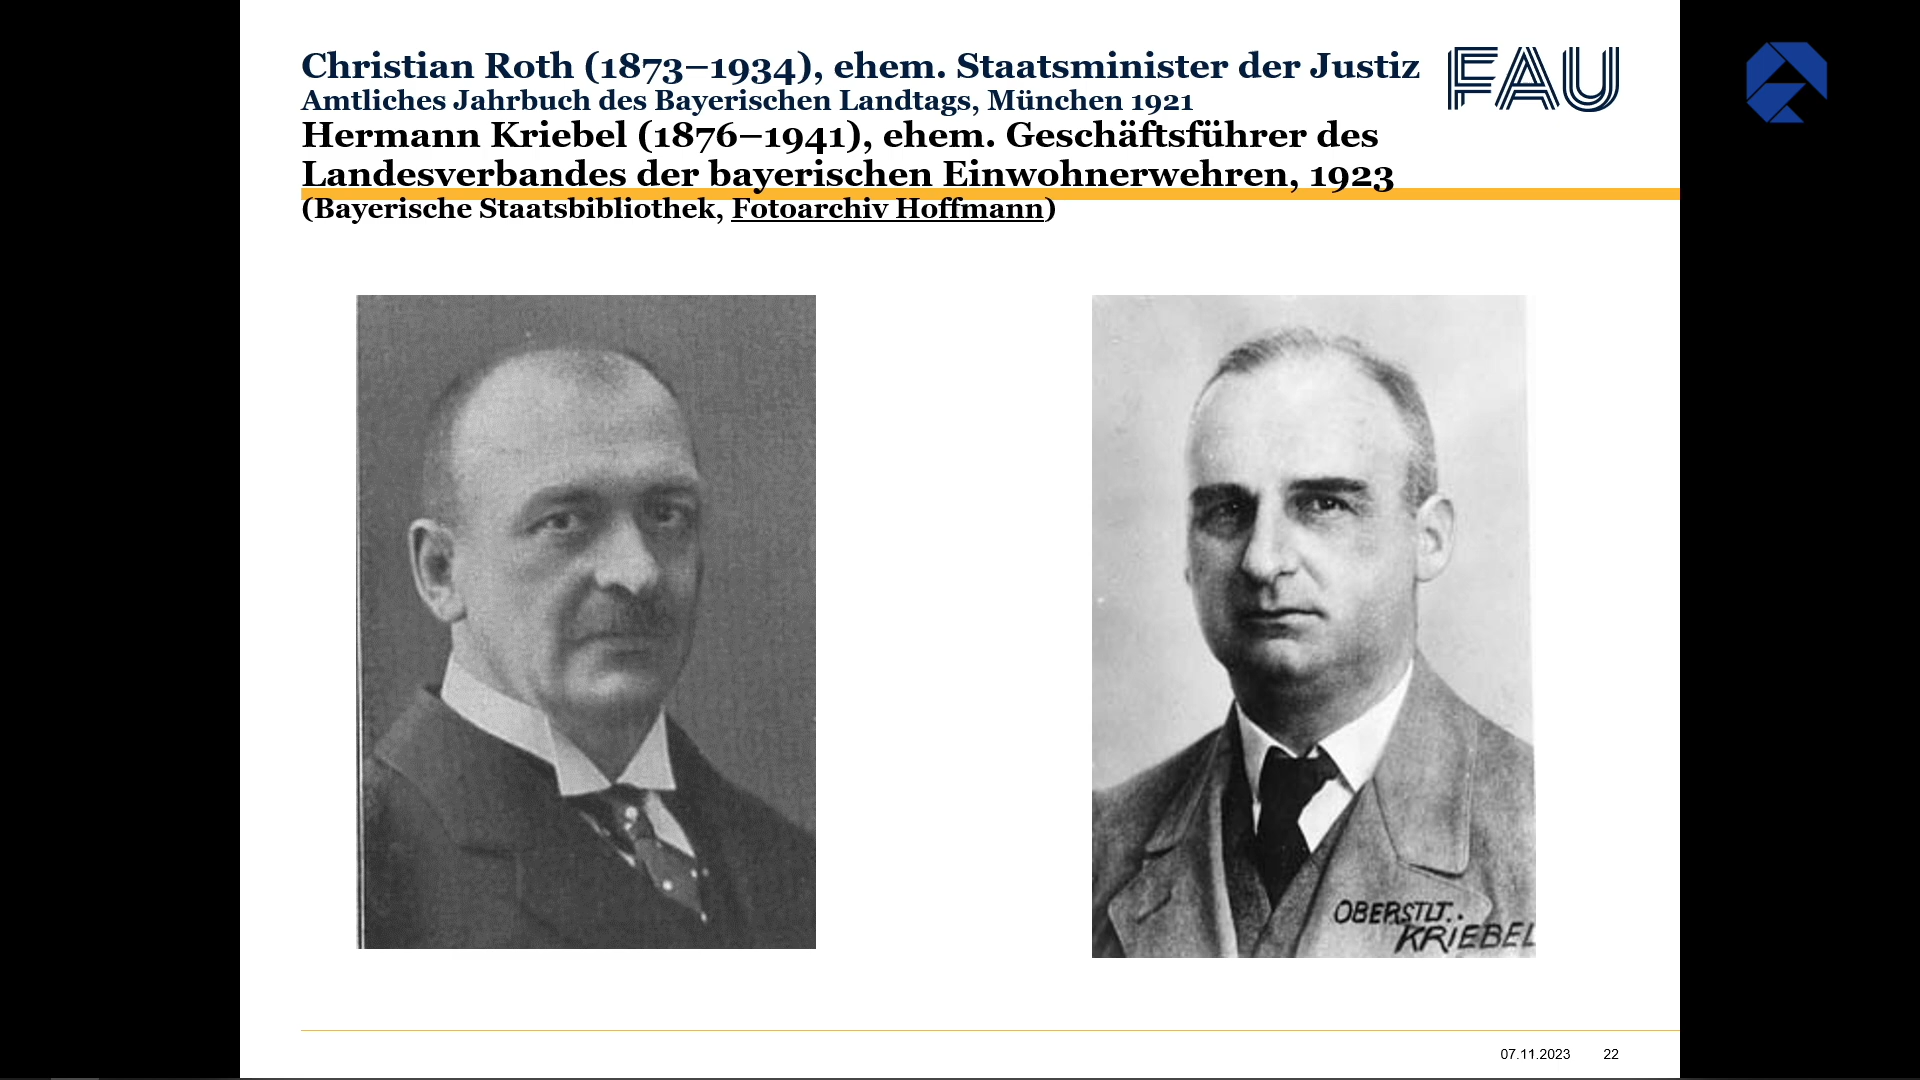 Christian Roth (1873–1934), ehem. Staatsminister der Justiz
Amtliches Jahrbuch des Bayerischen Landtags, München 1921
Hermann Kriebel (1876–1941), ehem. Geschäftsführer des
Landesverbandes der bayerischen Einwohnerwehren, 1923
(Bayerische Staatsbibliothek, Fotoarchiv Hoffmann)
FAU
OBERSTLT.
KRIEBEL
07.11.2023 22